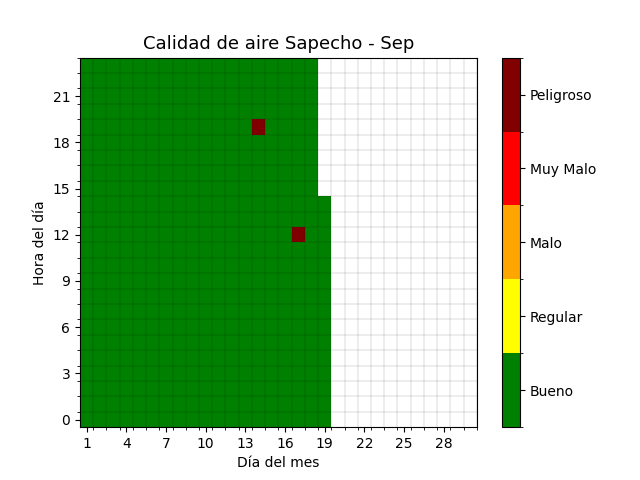 Calidad de aire Sapecho - Sep
Hora del día
21
18
15
12
9
6
3
0
1 4 7 10 13 16 19 22 25 28
Día del mes
Peligroso
Muy Malo
Malo
Regular
Bueno